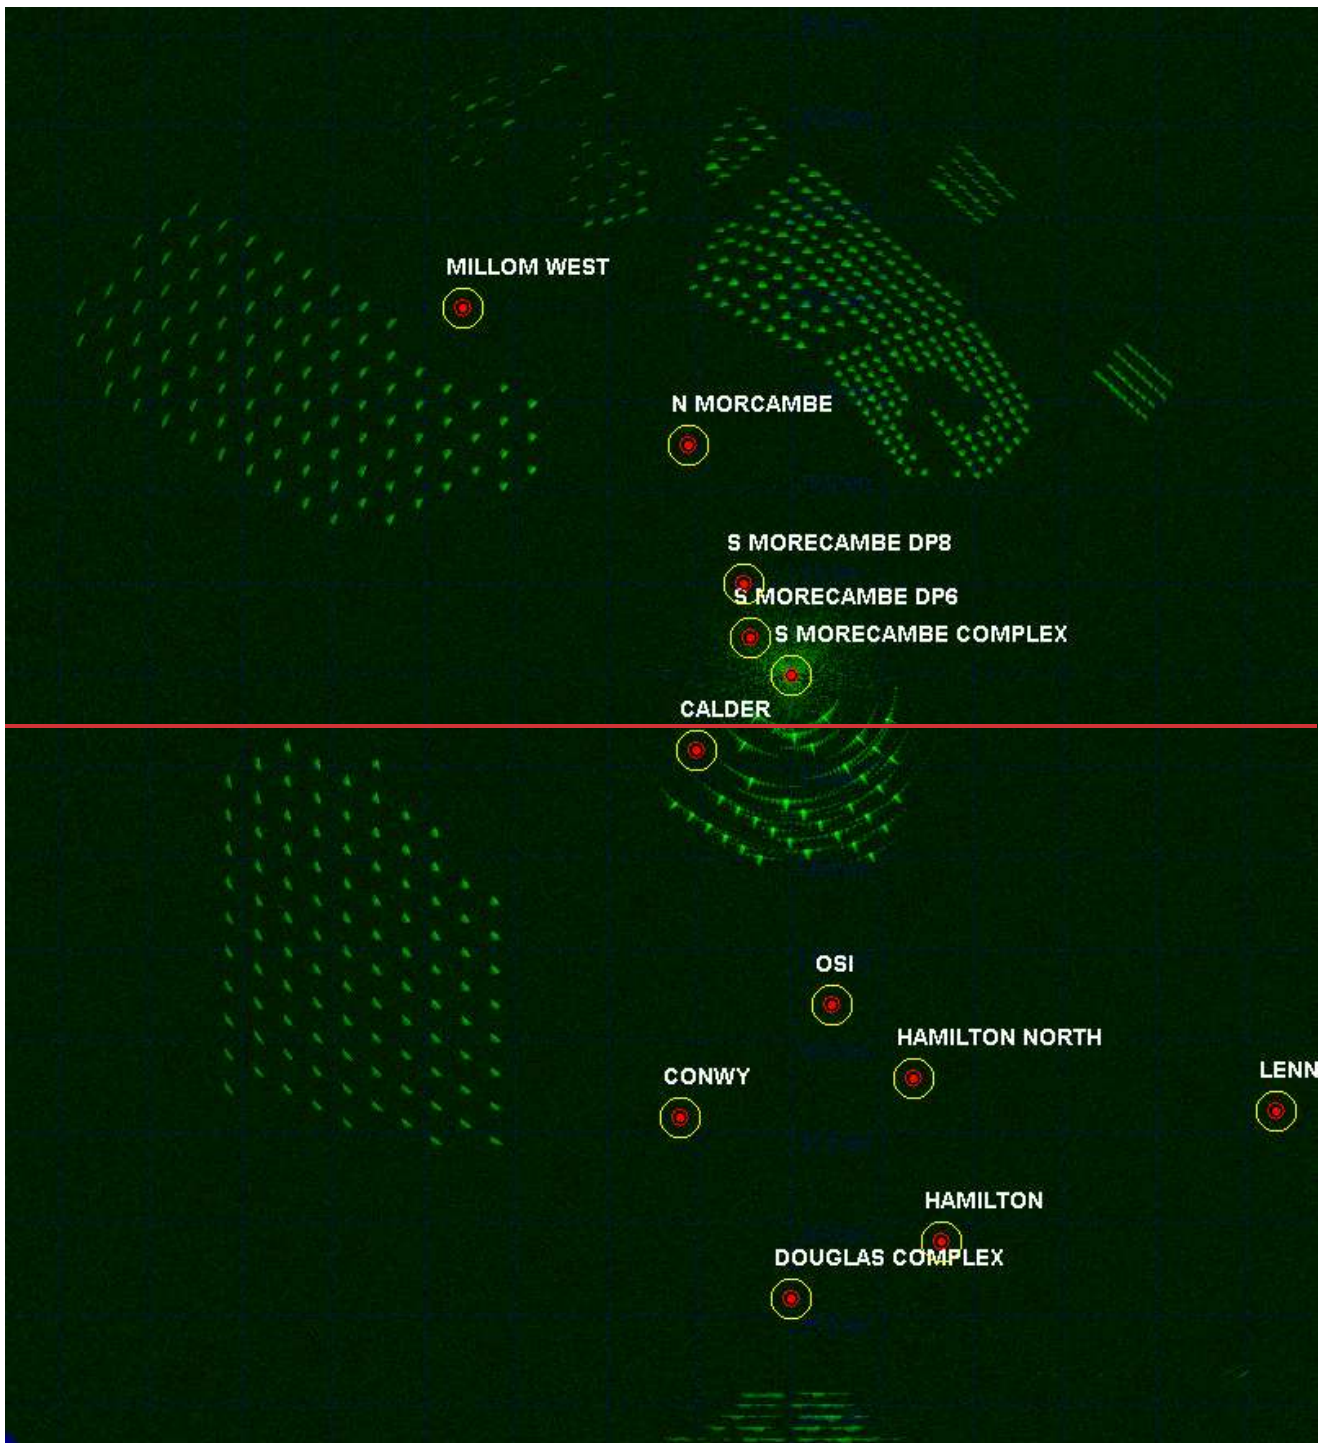 MILLOM WEST
N MORCAMBE
S MORECAMBE DP8
S MORECAMBE DP6
S MORECAMBE COMPLEX
CALDER
OSI
HAMILTON NORTH
LENN
CONWY
HAMILTON
DOUGLAS COMPLEX